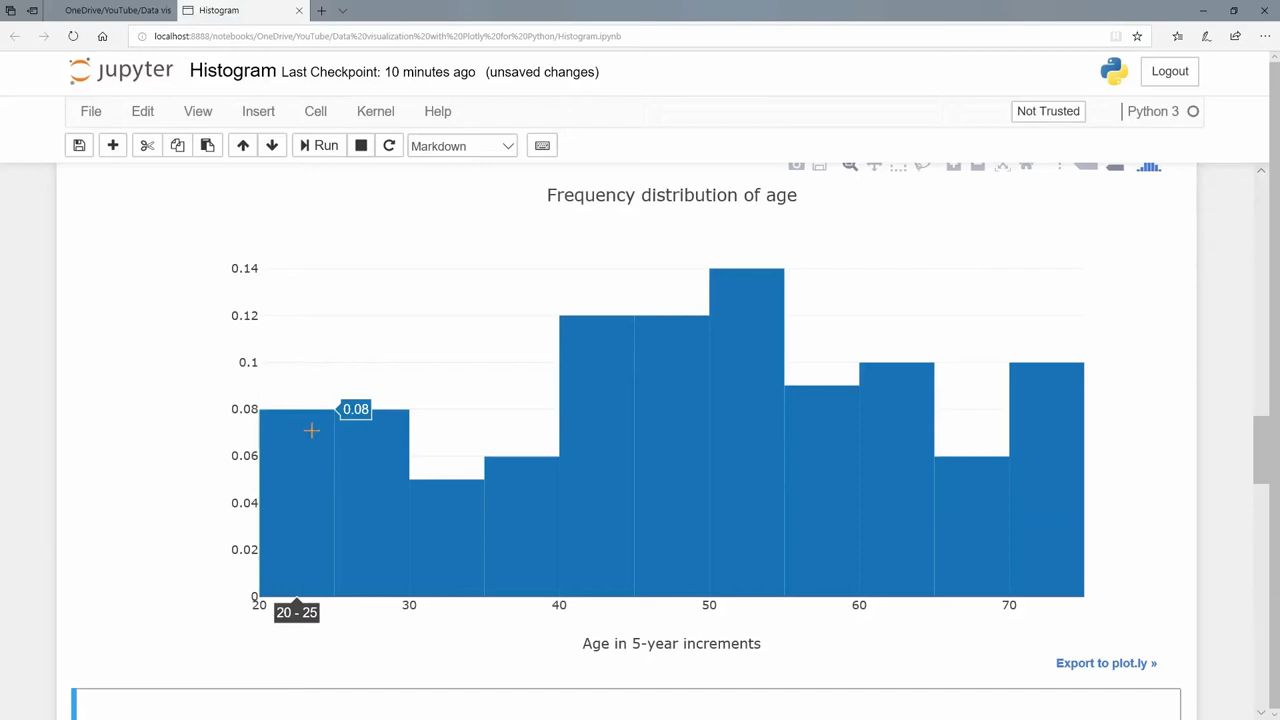 OneDrive/YouTube/Data vis
Histogram
localhost:8888/notebooks/OneDrive/YouTube/Data%20visualization%20with%20Plotly%20for%20Python/Histogram.ipynb
jupyter Histogram Last Checkpoint: 10 minutes ago (unsaved changes)
Logout
File Edit View Insert Cell Kernel Help
Not Trusted
Python 3
Run
Markdown
Frequency distribution of age
0.14
0.12
0.1
0.08
0.08
0.06
0.04
0.02
0
20 30 40 50 60 70
20 - 25
Age in 5-year increments
Export to plot.ly »